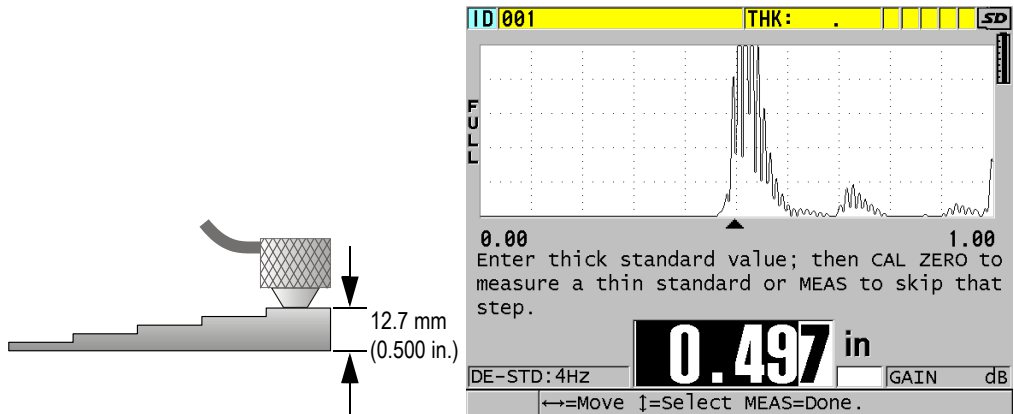 12.7 mm
(0.500 in.)
ID 001 THK: . SD
FULL
0.00 1.00
Enter thick standard value; then CAL ZERO to
measure a thin standard or MEAS to skip that
step.
0.497 in
DE-STD:4Hz GAIN dB
↔=Move ↕=Select MEAS=Done.